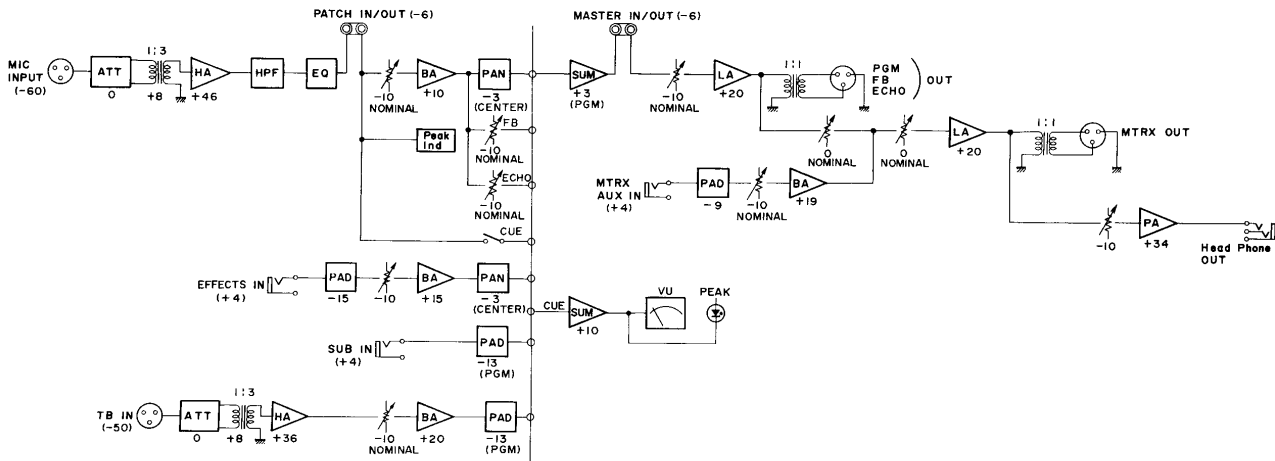 PATCH IN/OUT (-6)
MASTER IN/OUT (-6)
MIC
INPUT
(-60)
ATT
0
1:3
+8
HA
+46
HPF
EQ
-10
NOMINAL
BA
+10
PAN
-3
(CENTER)
SUM
+3
(PGM)
-10
NOMINAL
LA
+20
1:1
PGM
FB
ECHO
OUT
Peak
Ind
FB
-10
NOMINAL
ECHO
-10
NOMINAL
CUE
0
NOMINAL
0
NOMINAL
LA
+20
1:1
MTRX OUT
MTRX
AUX IN
(+4)
PAD
-9
-10
NOMINAL
BA
+19
-10
PA
+34
Head Phone
OUT
EFFECTS IN
(+4)
PAD
-15
-10
BA
+15
PAN
-3
(CENTER)
CUE
SUM
+10
VU
PEAK
SUB IN
(+4)
PAD
-13
(PGM)
TB IN
(-50)
ATT
0
1:3
+8
HA
+36
-10
NOMINAL
BA
+20
PAD
-13
(PGM)